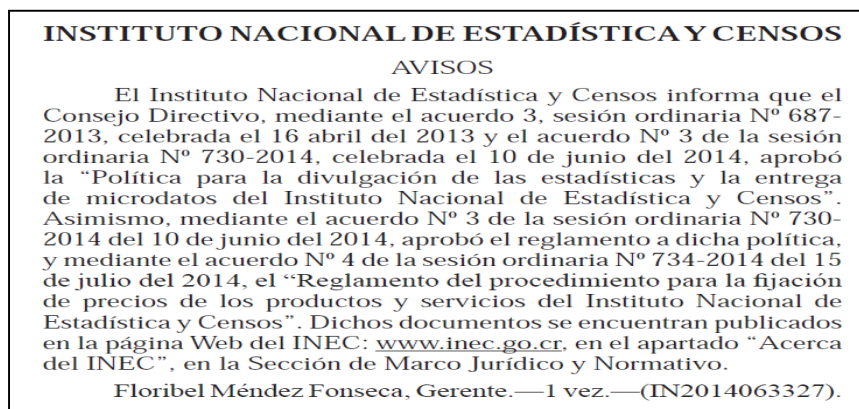 INSTITUTO NACIONAL DE ESTADÍSTICA Y CENSOS
AVISOS
El Instituto Nacional de Estadística y Censos informa que el
Consejo Directivo, mediante el acuerdo 3, sesión ordinaria Nº 687-
2013, celebrada el 16 abril del 2013 y el acuerdo Nº 3 de la sesión
ordinaria Nº 730-2014, celebrada el 10 de junio del 2014, aprobó
la “Política para la divulgación de las estadísticas y la entrega
de microdatos del Instituto Nacional de Estadística y Censos”.
Asimismo, mediante el acuerdo Nº 3 de la sesión ordinaria Nº 730-
2014 del 10 de junio del 2014, aprobó el reglamento a dicha política,
y mediante el acuerdo Nº 4 de la sesión ordinaria Nº 734-2014 del 15
de julio del 2014, el “Reglamento del procedimiento para la fijación
de precios de los productos y servicios del Instituto Nacional de
Estadística y Censos”. Dichos documentos se encuentran publicados
en la página Web del INEC: www.inec.go.cr, en el apartado “Acerca
del INEC”, en la Sección de Marco Jurídico y Normativo.
Floribel Méndez Fonseca, Gerente.—1 vez.—(IN2014063327).